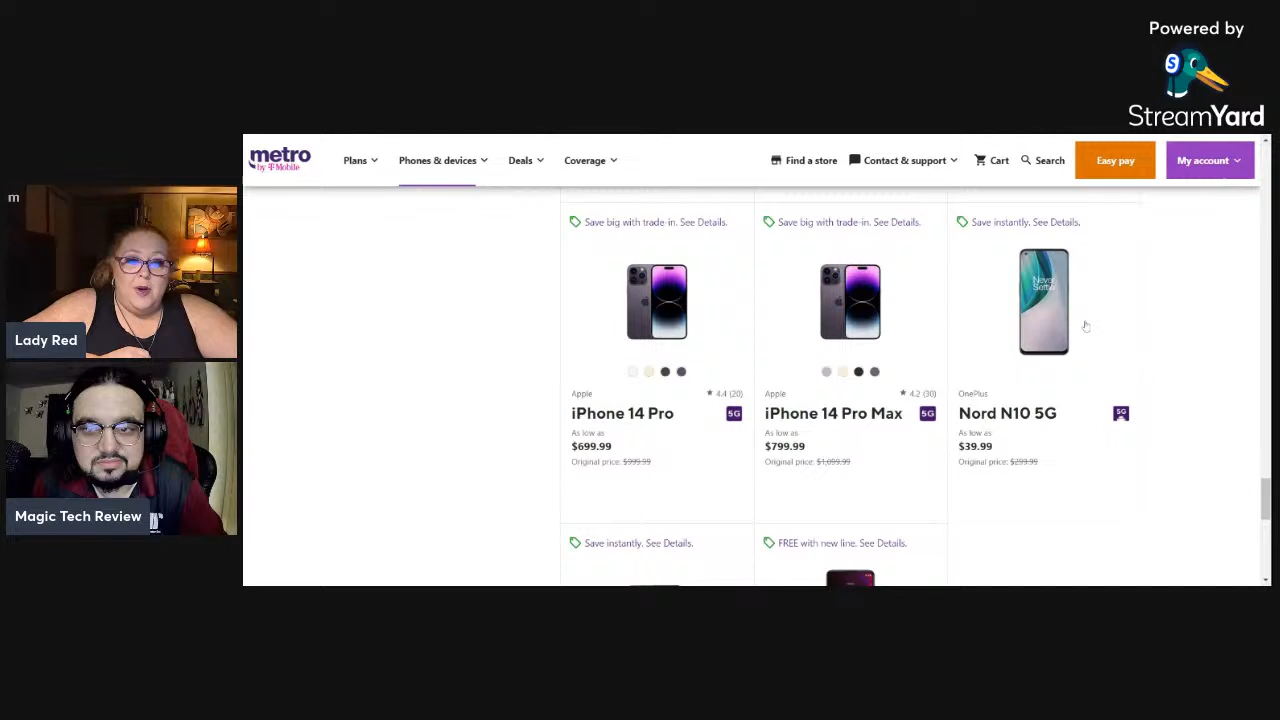 Powered by
S
StreamYard
m
Lady Red
Magic Tech Review
metro
by T Mobile
Plans
Phones & devices
Deals
Coverage
Find a store
Contact & support
Cart
Search
Easy pay
My account
Save big with trade-in. See Details.
Apple
4.4 (20)
iPhone 14 Pro
5G
As low as
$699.99
Original price: $999.99
Save big with trade-in. See Details.
Apple
4.2 (30)
iPhone 14 Pro Max
5G
As low as
$799.99
Original price: $1,099.99
Save instantly. See Details.
Never
Settle
OnePlus
Nord N10 5G
5G
As low as
$39.99
Original price: $299.99
Save instantly. See Details.
FREE with new line. See Details.